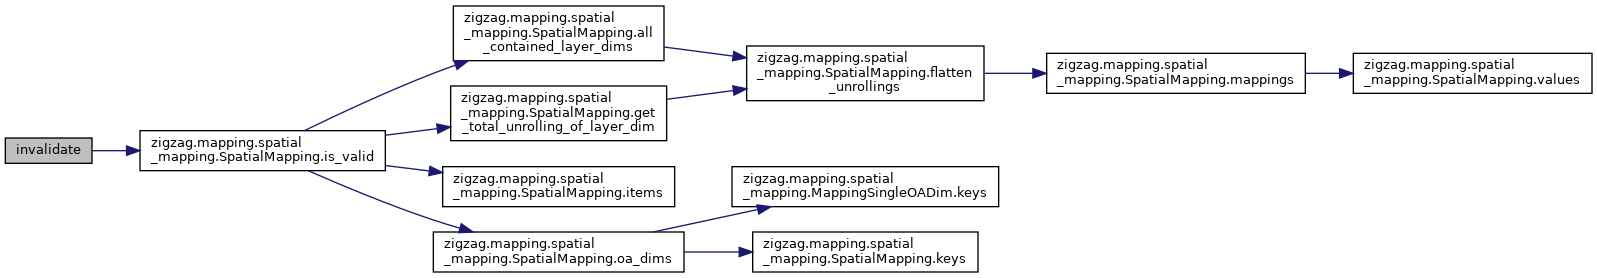 invalidate
zigzag.mapping.spatial
_mapping.SpatialMapping.is_valid
zigzag.mapping.spatial
_mapping.SpatialMapping.all
_contained_layer_dims
zigzag.mapping.spatial
_mapping.SpatialMapping.get
_total_unrolling_of_layer_dim
zigzag.mapping.spatial
_mapping.SpatialMapping.items
zigzag.mapping.spatial
_mapping.SpatialMapping.oa_dims
zigzag.mapping.spatial
_mapping.SpatialMapping.flatten
_unrollings
zigzag.mapping.spatial
_mapping.MappingSingleOADim.keys
zigzag.mapping.spatial
_mapping.SpatialMapping.keys
zigzag.mapping.spatial
_mapping.SpatialMapping.mappings
zigzag.mapping.spatial
_mapping.SpatialMapping.values